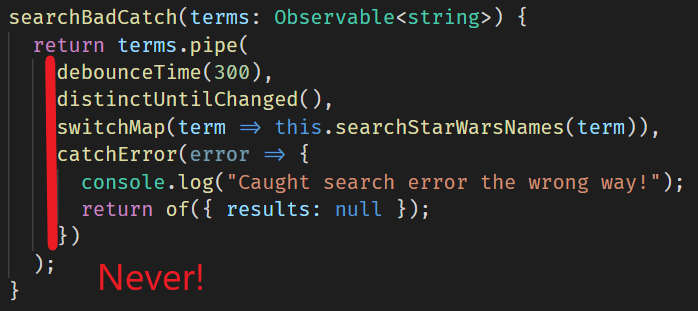 searchBadCatch(terms: Observable<string>) {
return terms.pipe(
debounceTime(300),
distinctUntilChanged(),
switchMap(term => this.searchStarWarsNames(term)),
catchError(error => {
console.log("Caught search error the wrong way!");
return of({ results: null });
})
);
Never!
}